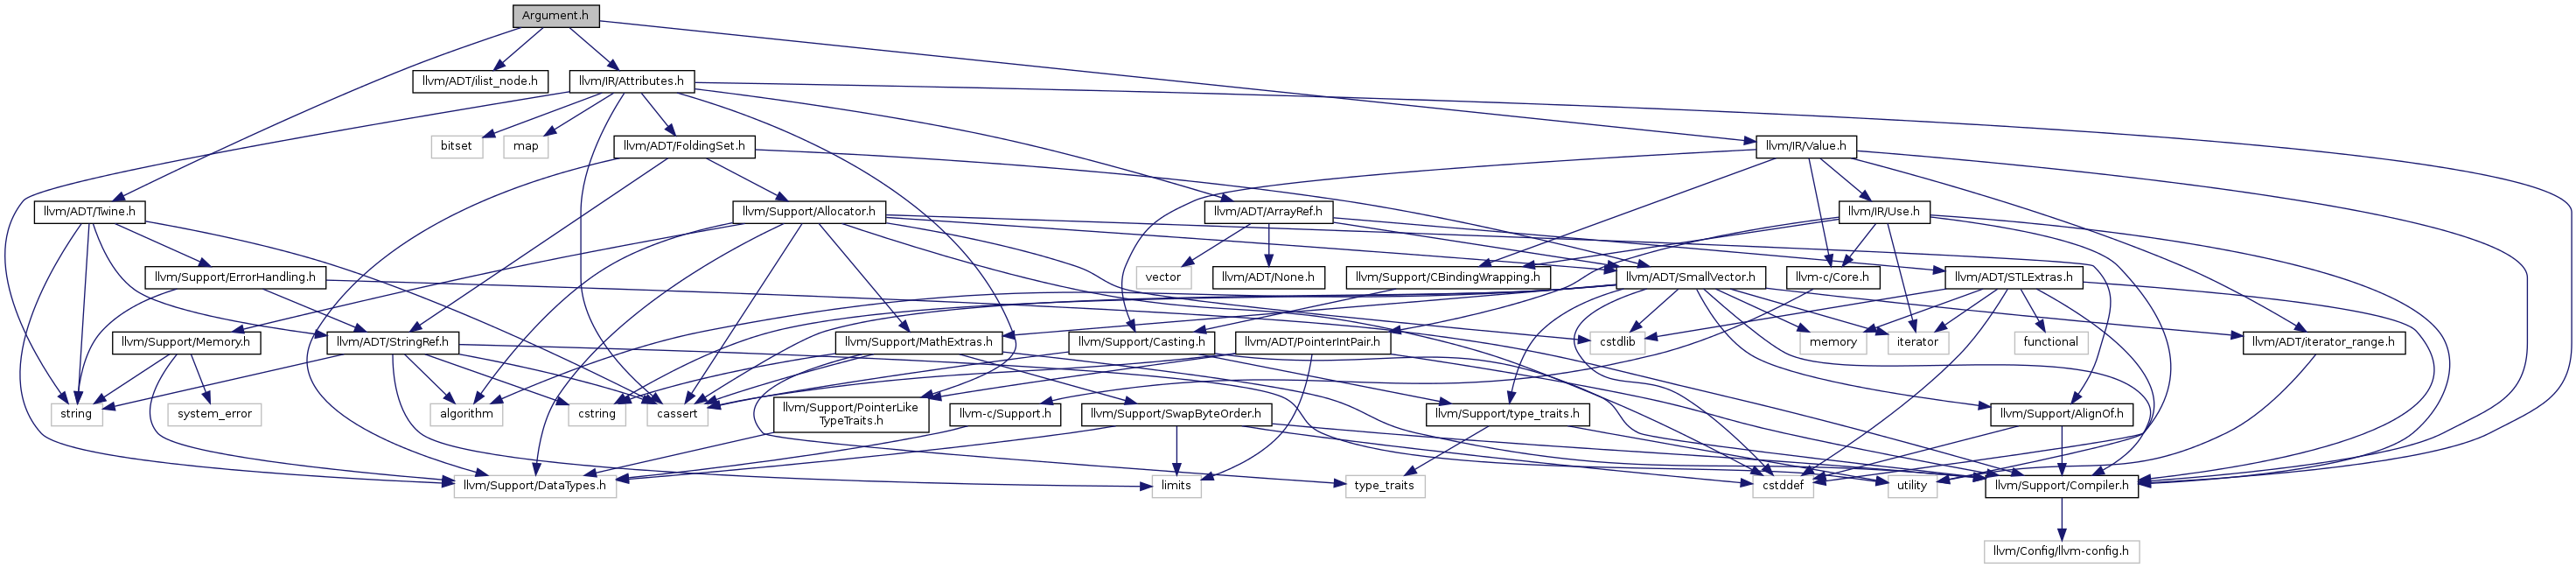 Argument.h
llvm/ADT/ilist_node.h
llvm/IR/Attributes.h
bitset
map
llvm/ADT/FoldingSet.h
llvm/IR/Value.h
llvm/ADT/Twine.h
llvm/Support/Allocator.h
llvm/ADT/ArrayRef.h
llvm/IR/Use.h
llvm/Support/ErrorHandling.h
vector
llvm/ADT/None.h
llvm/Support/CBindingWrapping.h
llvm/ADT/SmallVector.h
llvm-c/Core.h
llvm/ADT/STLExtras.h
llvm/Support/Memory.h
llvm/ADT/StringRef.h
llvm/Support/MathExtras.h
llvm/Support/Casting.h
llvm/ADT/PointerIntPair.h
cstdlib
memory
iterator
functional
llvm/ADT/iterator_range.h
string
system_error
algorithm
cstring
cassert
llvm/Support/PointerLike
TypeTraits.h
llvm-c/Support.h
llvm/Support/SwapByteOrder.h
llvm/Support/type_traits.h
llvm/Support/AlignOf.h
llvm/Support/DataTypes.h
limits
type_traits
cstddef
utility
llvm/Support/Compiler.h
llvm/Config/llvm-config.h